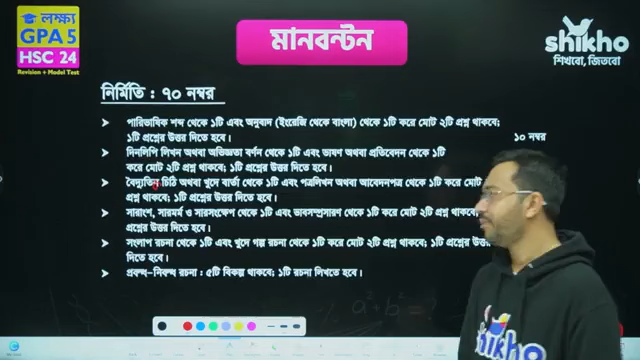 লক্ষ্য
GPA 5
HSC 24
Revision + Model Test
মানবন্টন
Shikho
শিখবো, জিতবো
নির্মিতি : ৭০ নম্বর
➤ পারিভাষিক শব্দ থেকে ১টি এবং অনুবাদ (ইংরেজি থেকে বাংলা) থেকে ১টি করে মোট ২টি প্রশ্ন থাকবে;
১টি প্রশ্নের উত্তর দিতে হবে।
১০ নম্বর
➤ দিনলিপি লিখন অথবা অভিজ্ঞতা বর্ণন থেকে ১টি এবং ভাষণ অথবা প্রতিবেদন থেকে ১টি
করে মোট ২টি প্রশ্ন থাকবে; ১টি প্রশ্নের উত্তর দিতে হবে।
➤ বৈদ্যুতিন চিঠি অথবা খুদে বার্তা থেকে ১টি এবং পত্রলিখন অথবা আবেদনপত্র থেকে ১টি করে মোট
প্রশ্ন থাকবে; ১টি প্রশ্নের উত্তর দিতে হবে।
➤ সারাংশ, সারমর্ম ও সারসংক্ষেপ থেকে ১টি এবং ভাবসম্প্রসারণ থেকে ১টি করে মোট ২টি প্রশ্ন থাকবে;
প্রশ্নের উত্তর দিতে হবে।
➤ সংলাপ রচনা থেকে ১টি এবং খুদে গল্প রচনা থেকে ১টি করে মোট ২টি প্রশ্ন থাকবে; ১টি প্রশ্নের উত্তর
দিতে হবে।
➤ প্রবন্ধ-নিবন্ধ রচনা : ৫টি বিকল্প থাকবে; ১টি রচনা লিখতে হবে।
a² + b² = ?
shikho